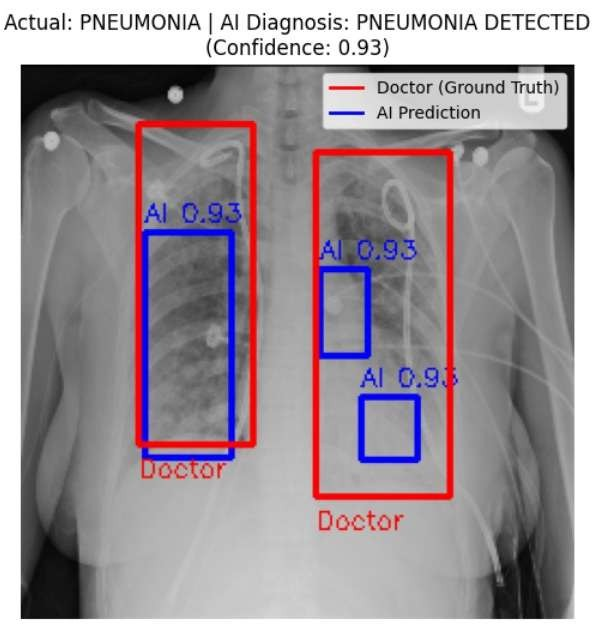 Actual: PNEUMONIA | AI Diagnosis: PNEUMONIA DETECTED
(Confidence: 0.93)
Doctor (Ground Truth)
AI Prediction
L
AI 0.93
AI 0.93
AI 0.93
Doctor
Doctor